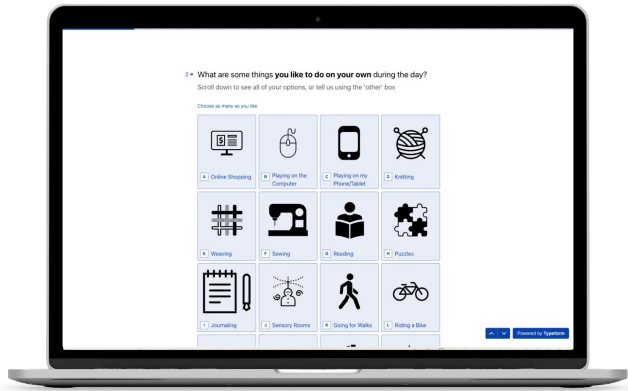 2→ What are some things you like to do on your own during the day?
Scroll down to see all of your options, or tell us using the 'other' box
Choose as many as you like
A Online Shopping
B Playing on the Computer
C Playing on my Phone/Tablet
D Knitting
E Weaving
F Sewing
G Reading
H Puzzles
I Journaling
J Sensory Rooms
K Going for Walks
L Riding a Bike
Powered by Typeform